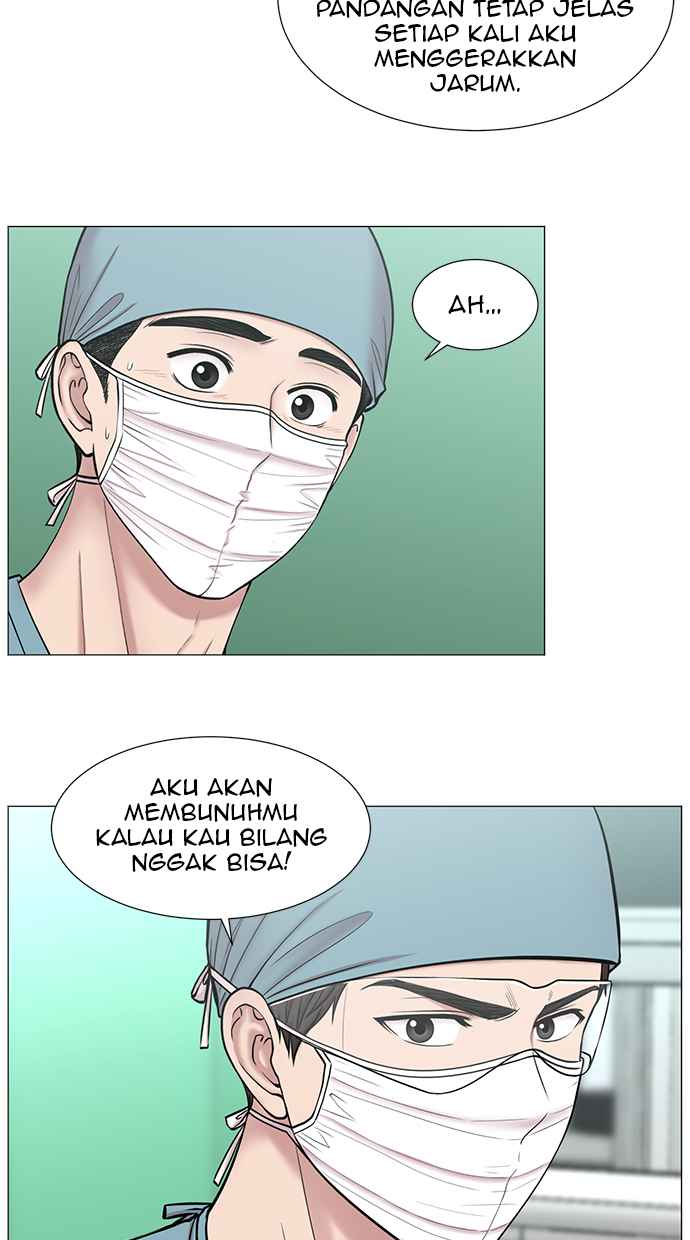 PANDANGAN TETAP JELAS
SETIAP KALI AKU
MENGGERAKKAN
JARUM.
AH...
AKU AKAN
MEMBUNUHMU
KALAU KAU BILANG
NGGAK BISA!